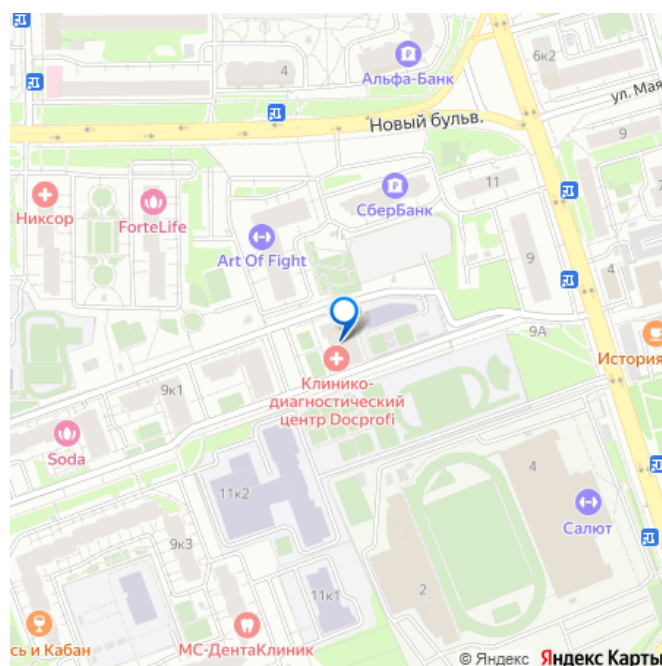 4
Альфа-Банк
6к2
ул. Мая
Новый бульв.
9
Никсор
ForteLife
СберБанк
11
Art Of Fight
9
4
9А
История
Клинико-
диагностический
центр Docprofi
9к1
Soda
11к2
4
Салют
9к3
2
11к1
сь и Кабан
МС-ДентаКлиник
© Яндекс Яндекс Карты